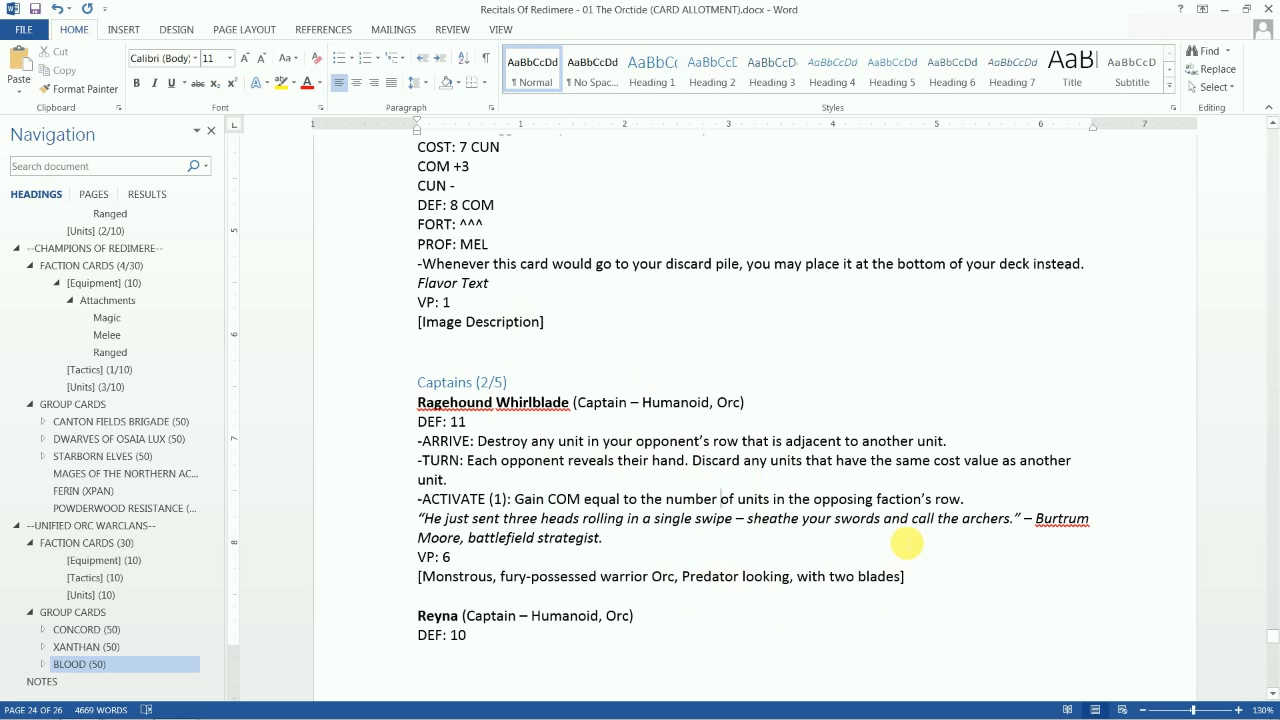 Recitals Of Redimere - 01 The Orctide (CARD ALLOTMENT).docx - Word
FILE HOME INSERT DESIGN PAGE LAYOUT REFERENCES MAILINGS REVIEW VIEW
Paste
Cut
Copy
Format Painter
Calibri (Body) 11
AaBbCcDd AaBbCcDd AaBbCc AaBbCcC AaBbCcD AaBbCcDd AaBbCcDd AaBbCcDd AaBbCcDd AaB AaBbCcD
¶ Normal ¶ No Spac... Heading 1 Heading 2 Heading 3 Heading 4 Heading 5 Heading 6 Heading 7 Title Subtitle
Find
Replace
Select
Clipboard Font Paragraph Styles Editing
Navigation
Search document
HEADINGS PAGES RESULTS
Ranged
[Units] (2/10)
--CHAMPIONS OF REDIMERE--
FACTION CARDS (4/30)
[Equipment] (10)
Attachments
Magic
Melee
Ranged
[Tactics] (1/10)
[Units] (3/10)
GROUP CARDS
CANTON FIELDS BRIGADE (50)
DWARVES OF OSAIA LUX (50)
STARBORN ELVES (50)
MAGES OF THE NORTHERN AC...
FERIN (XPAN)
POWDERWOOD RESISTANCE (...
--UNIFIED ORC WARCLANS--
FACTION CARDS (30)
[Equipment] (10)
[Tactics] (10)
[Units] (10)
GROUP CARDS
CONCORD (50)
XANTHAN (50)
BLOOD (50)
NOTES
1 1 2 3 4 5 6 7
5
6
7
8
COST: 7 CUN
COM +3
CUN -
DEF: 8 COM
FORT: ^^^
PROF: MEL
-Whenever this card would go to your discard pile, you may place it at the bottom of your deck instead.
Flavor Text
VP: 1
[Image Description]
Captains (2/5)
Ragehound Whirlblade (Captain – Humanoid, Orc)
DEF: 11
-ARRIVE: Destroy any unit in your opponent’s row that is adjacent to another unit.
-TURN: Each opponent reveals their hand. Discard any units that have the same cost value as another
unit.
-ACTIVATE (1): Gain COM equal to the number of units in the opposing faction’s row.
“He just sent three heads rolling in a single swipe – sheathe your swords and call the archers.” – Burtrum
Moore, battlefield strategist.
VP: 6
[Monstrous, fury-possessed warrior Orc, Predator looking, with two blades]
Reyna (Captain – Humanoid, Orc)
DEF: 10
PAGE 24 OF 26 4669 WORDS 130%